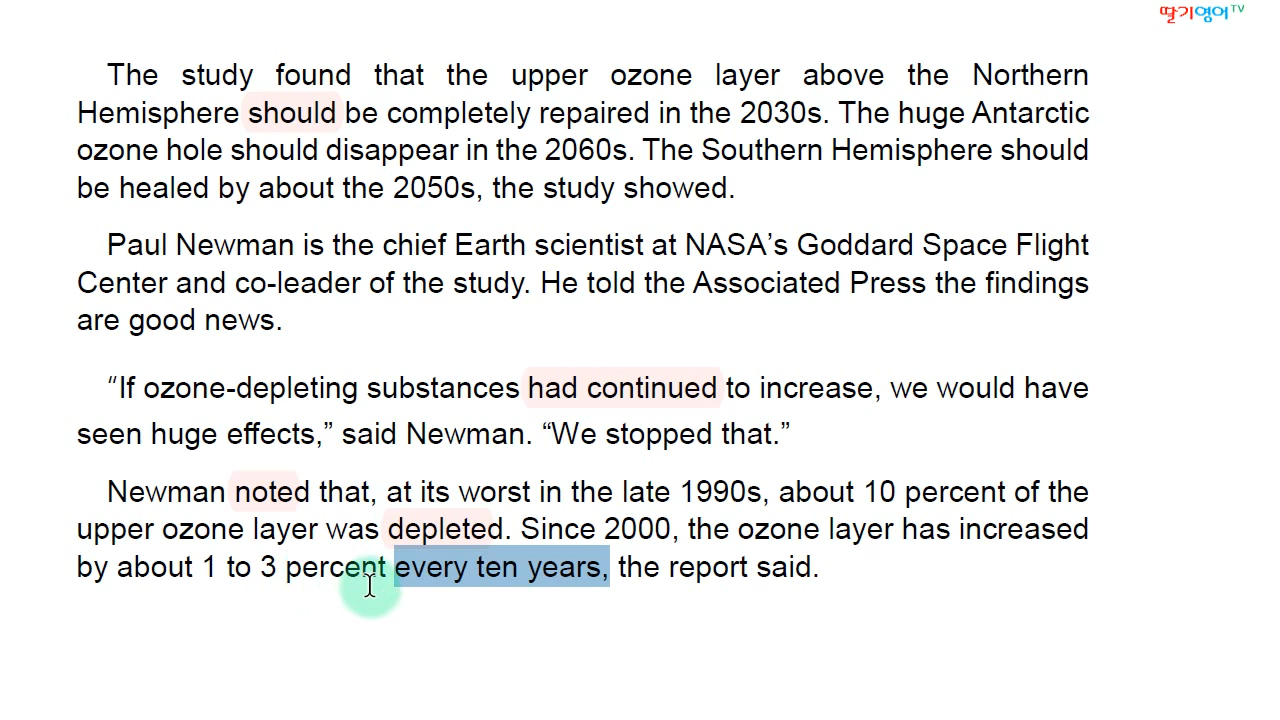 딸기영어TV
The study found that the upper ozone layer above the Northern
Hemisphere should be completely repaired in the 2030s. The huge Antarctic
ozone hole should disappear in the 2060s. The Southern Hemisphere should
be healed by about the 2050s, the study showed.
Paul Newman is the chief Earth scientist at NASA’s Goddard Space Flight
Center and co-leader of the study. He told the Associated Press the findings
are good news.
“If ozone-depleting substances had continued to increase, we would have
seen huge effects,” said Newman. “We stopped that.”
Newman noted that, at its worst in the late 1990s, about 10 percent of the
upper ozone layer was depleted. Since 2000, the ozone layer has increased
by about 1 to 3 percent every ten years, the report said.